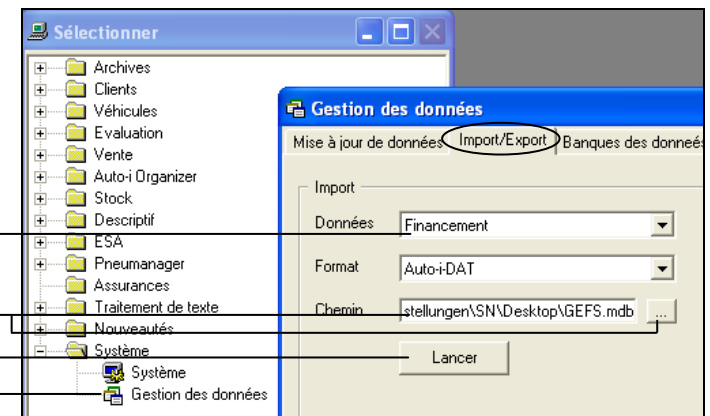 Sélectionner
Archives
Clients
Véhicules
Evaluation
Vente
Auto-i Organizer
Stock
Descriptif
ESA
Pneumanager
Assurances
Traitement de texte
Nouveautés
Système
Système
Gestion des données
Gestion des données
Mise à jour de données Import/Export Banques des donneés
Import
Données Financement
Format Auto-i-DAT
Chemin stellungen\SN\Desktop\GEFS.mdb ...
Lancer